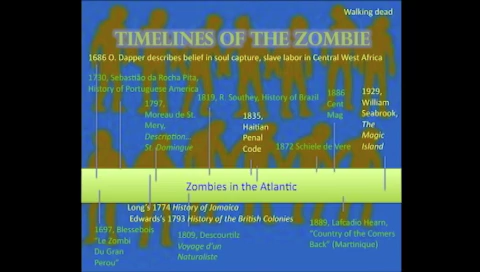 Walking dead
TIMELINES OF THE ZOMBIE
1686 O. Dapper describes belief in soul capture, slave labor in Central West Africa
1730, Sebastião da Rocha Pita,
History of Portuguese America
1797,
Moreau de St.
Mery,
Description...
St. Domingue
1819, R. Southey, History of Brazil
1835,
Haitian
Penal
Code
1872 Schiele de Vere
1886
Cent
Mag
1929,
William
Seabrook,
The
Magic
Island
Zombies in the Atlantic
Long's 1774 History of Jamaica
Edwards's 1793 History of the British Colonies
1697, Blessebois
"Le Zombi
Du Gran
Perou"
1809, Descourtilz
Voyage d'un
Naturaliste
1889, Lafcadio Hearn,
"Country of the Comers
Back" (Martinique)